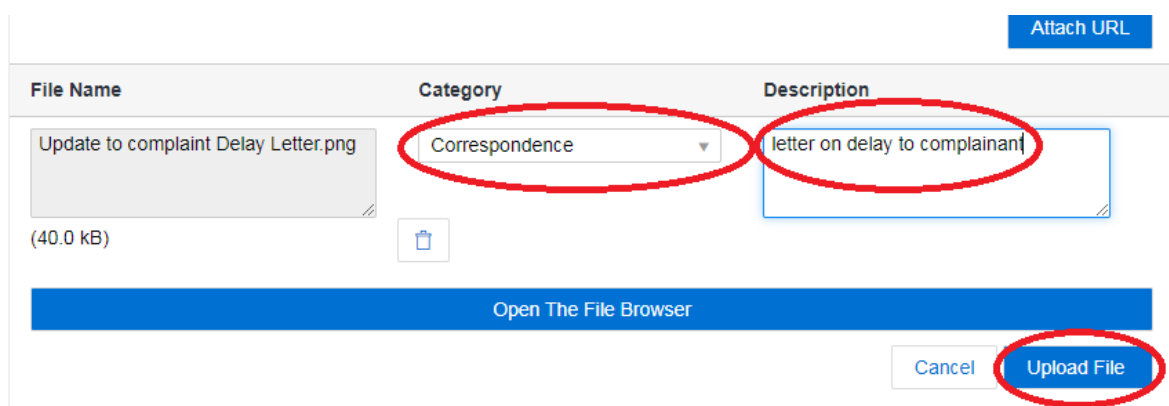 Attach URL
File Name Category Description
Update to complaint Delay Letter.png Correspondence letter on delay to complainant
(40.0 kB)
Open The File Browser
Cancel Upload File